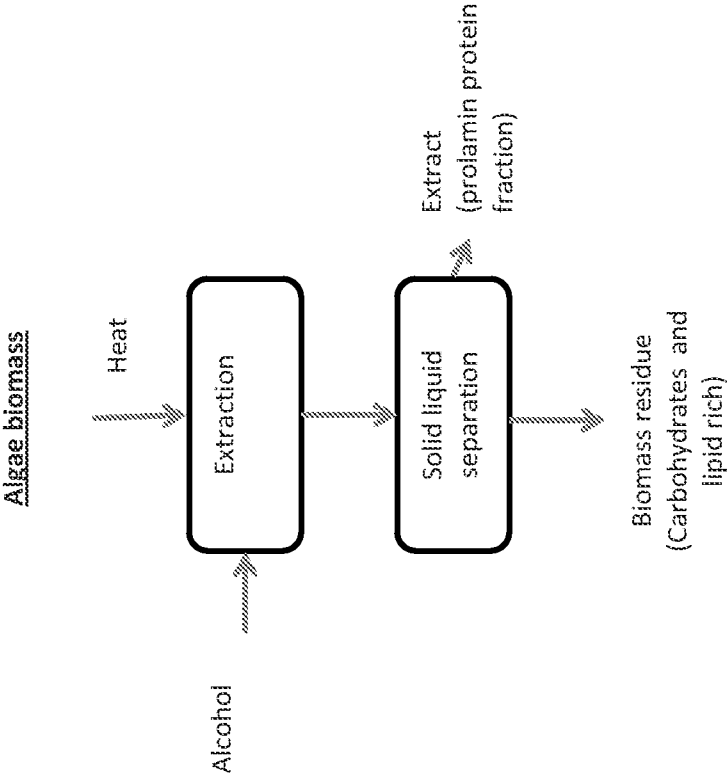 Algae biomass
Heat
Alcohol
Extraction
Solid liquid
separation
Extract
(prolamin protein
fraction)
Biomass residue
(Carbohydrates and
lipid rich)